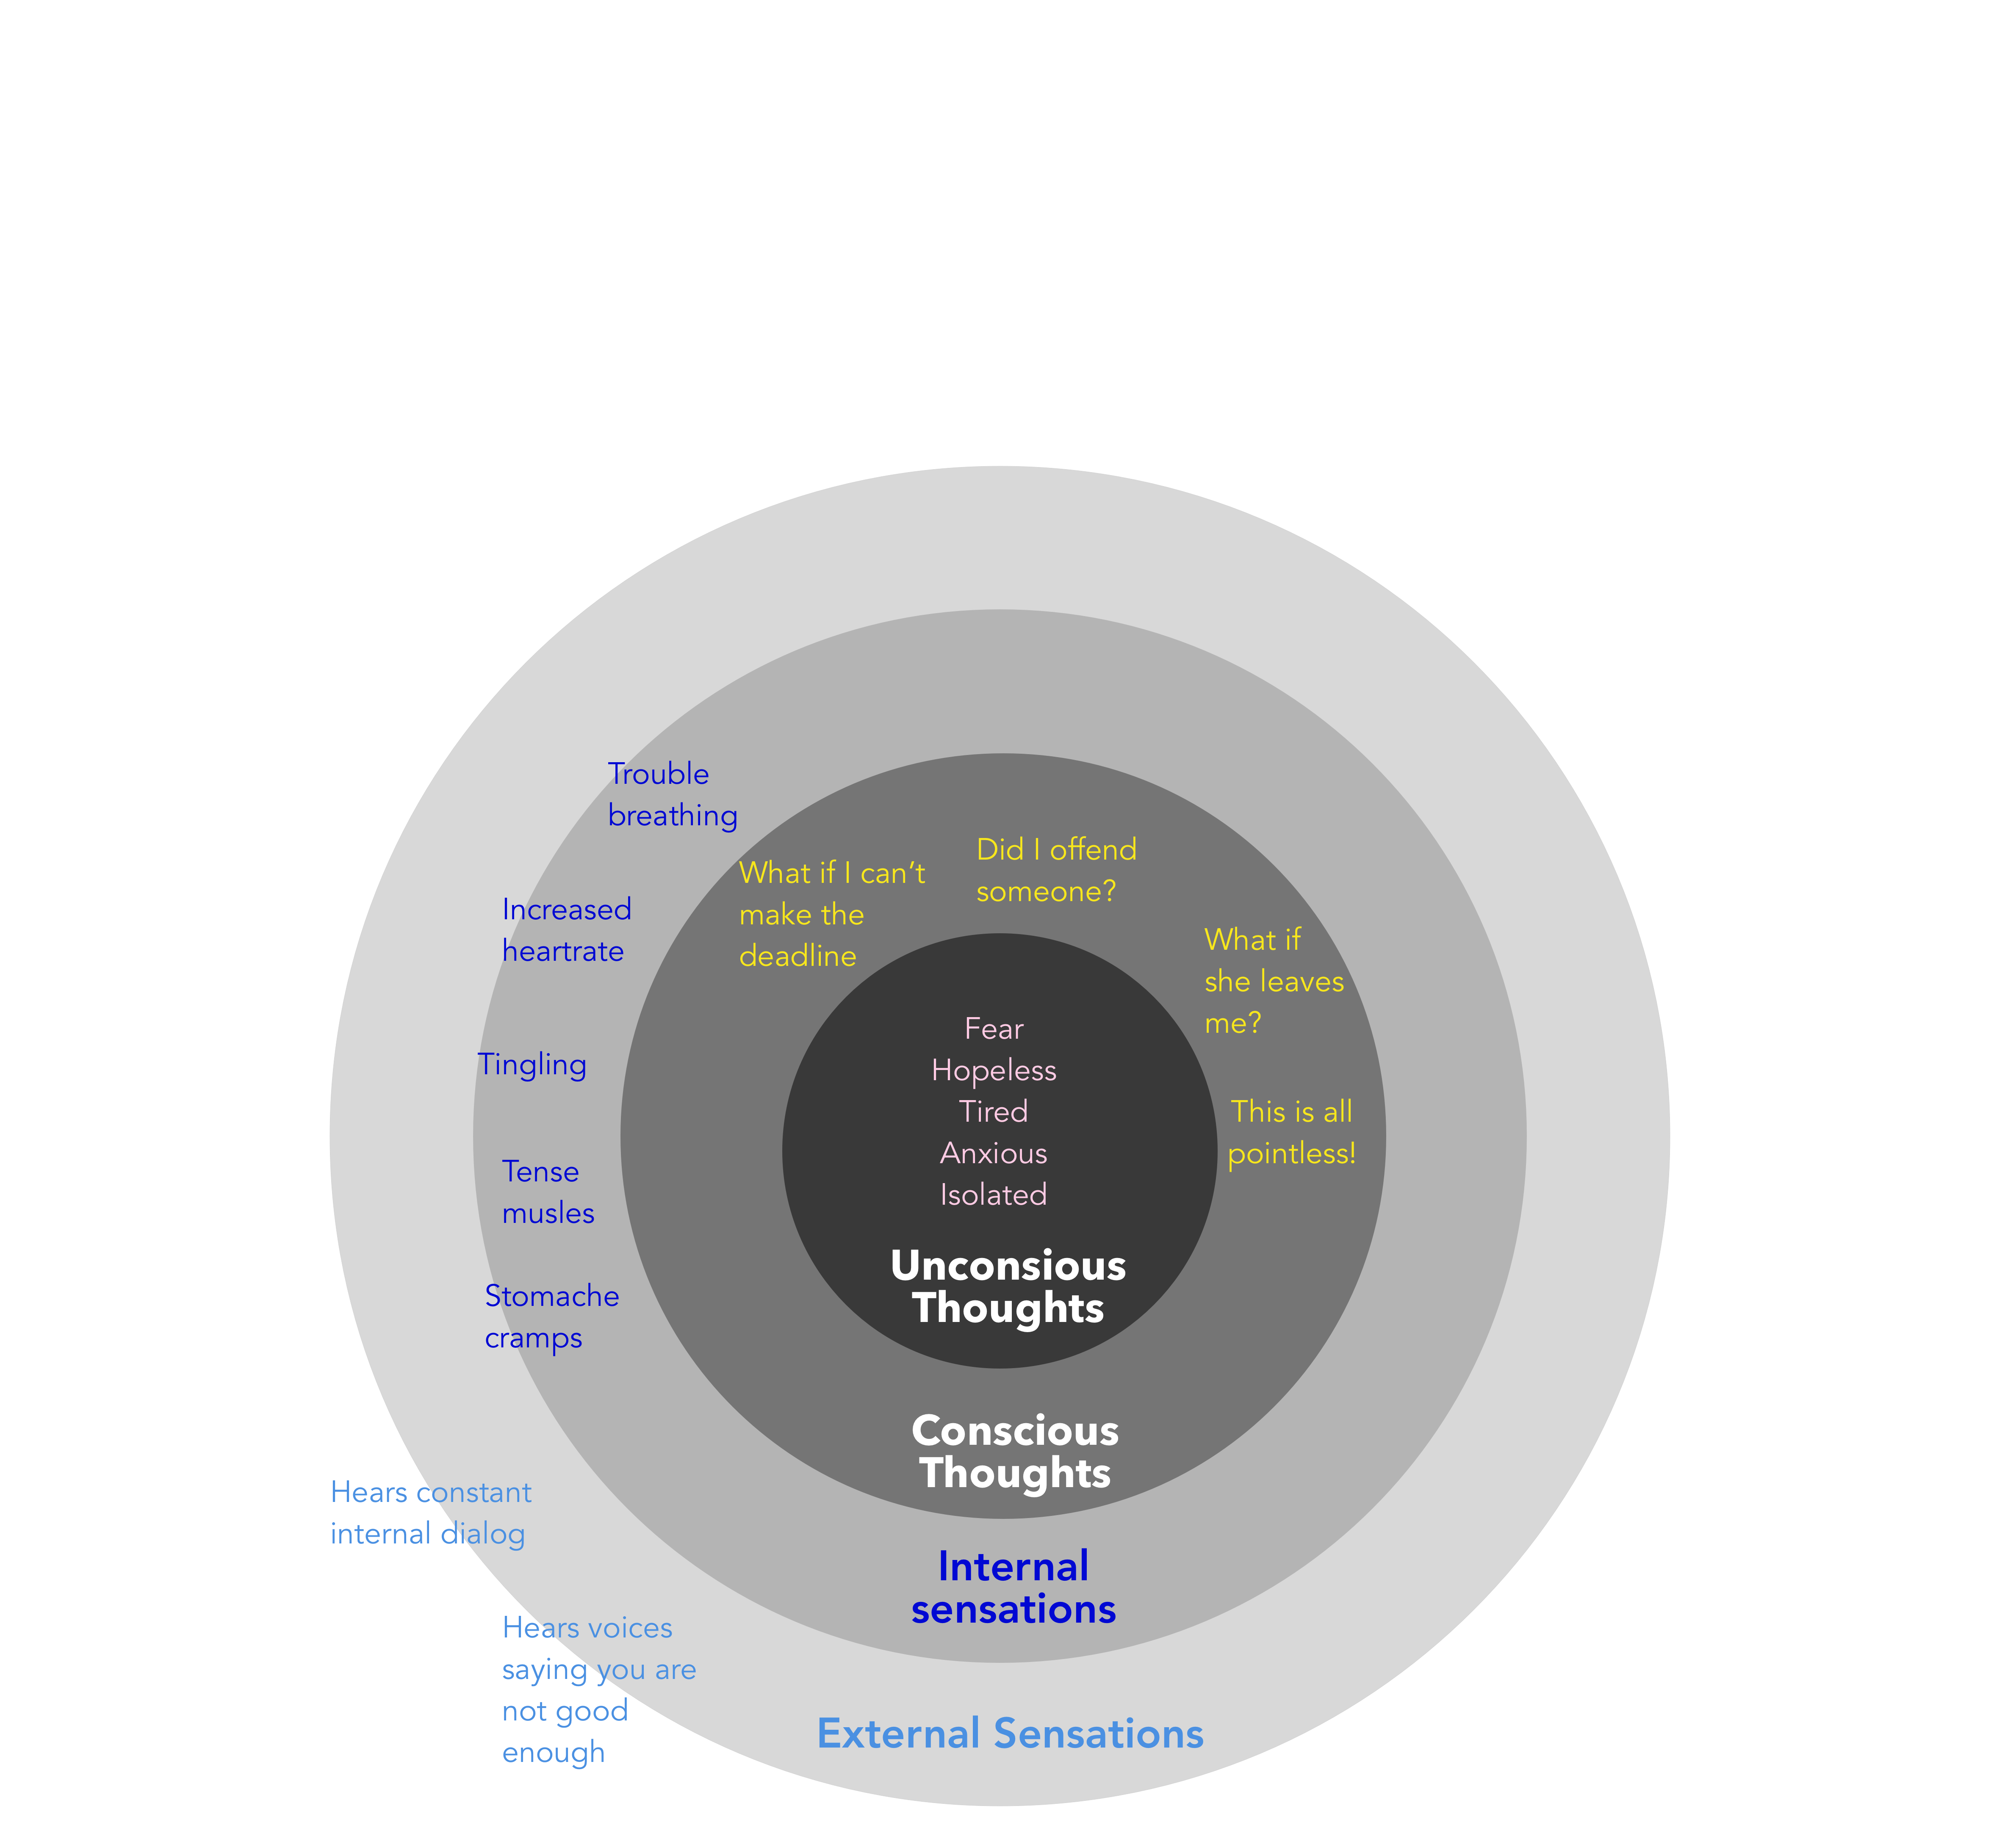 Trouble
breathing
Did I offend
someone?
What if I can't
make the
deadline
Increased
heartrate
What if
she leaves
me?
Fear
Hopeless
Tired
Anxious
Isolated
Tingling
This is all
pointless!
Tense
musles
Unconsious
Thoughts
Stomache
cramps
Conscious
Thoughts
Hears constant
internal dialog
Internal
sensations
Hears voices
saying you are
not good
enough
External Sensations